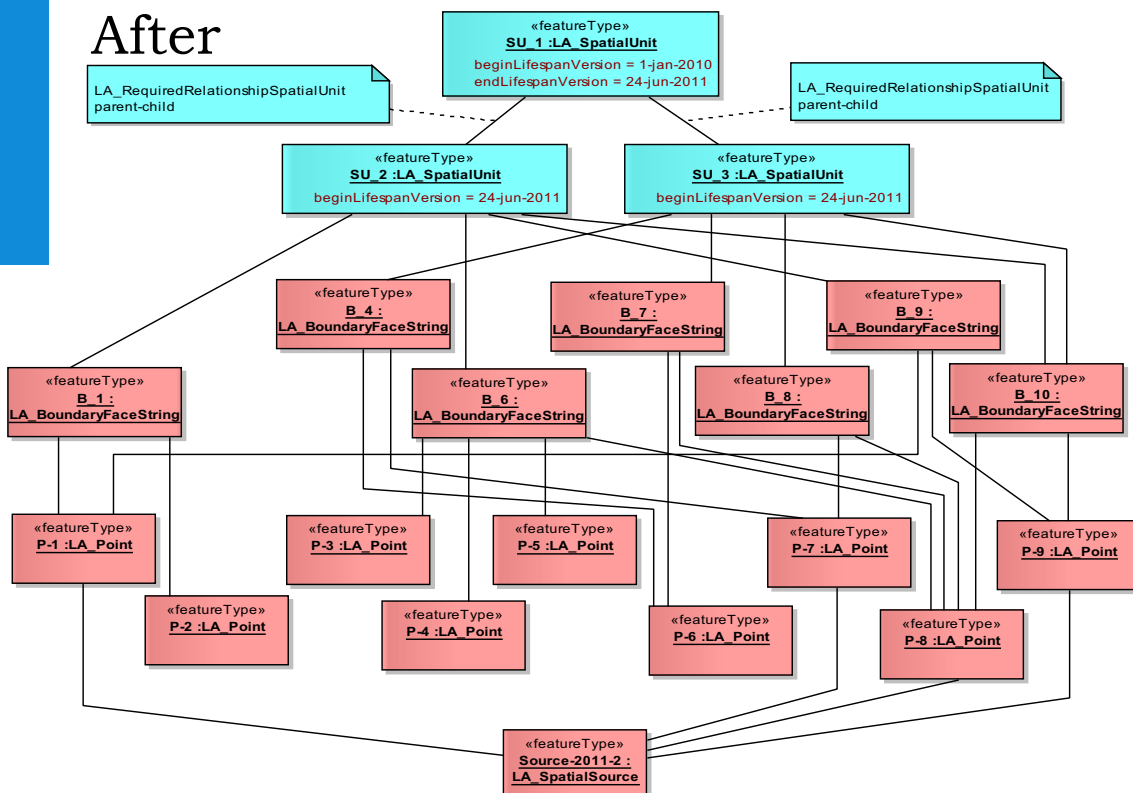 After
«featureType»
SU_1 :LA_SpatialUnit
beginLifespanVersion = 1-jan-2010
endLifespanVersion = 24-jun-2011
LA_RequiredRelationshipSpatialUnit
parent-child
LA_RequiredRelationshipSpatialUnit
parent-child
«featureType»
SU_2 :LA_SpatialUnit
beginLifespanVersion = 24-jun-2011
«featureType»
SU_3 :LA_SpatialUnit
beginLifespanVersion = 24-jun-2011
«featureType»
B_4 :
LA_BoundaryFaceString
«featureType»
B_7 :
LA_BoundaryFaceString
«featureType»
B_9 :
LA_BoundaryFaceString
«featureType»
B_1 :
LA_BoundaryFaceString
«featureType»
B_6 :
LA_BoundaryFaceString
«featureType»
B_8 :
LA_BoundaryFaceString
«featureType»
B_10 :
LA_BoundaryFaceString
«featureType»
P-1 :LA_Point
«featureType»
P-3 :LA_Point
«featureType»
P-5 :LA_Point
«featureType»
P-7 :LA_Point
«featureType»
P-9 :LA_Point
«featureType»
P-2 :LA_Point
«featureType»
P-4 :LA_Point
«featureType»
P-6 :LA_Point
«featureType»
P-8 :LA_Point
«featureType»
Source-2011-2 :
LA_SpatialSource